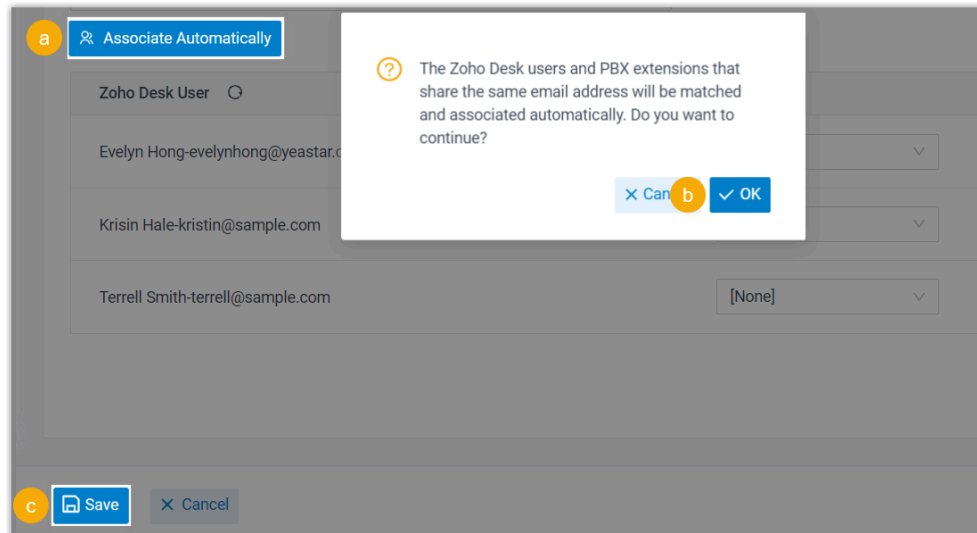 a
Associate Automatically
The Zoho Desk users and PBX extensions that
share the same email address will be matched
and associated automatically. Do you want to
continue?
b
OK
Zoho Desk User
Evelyn Hong-evelynhong@yeastar.c
Krisin Hale-kristin@sample.com
Terrell Smith-terrell@sample.com
[None]
c
Save
Cancel